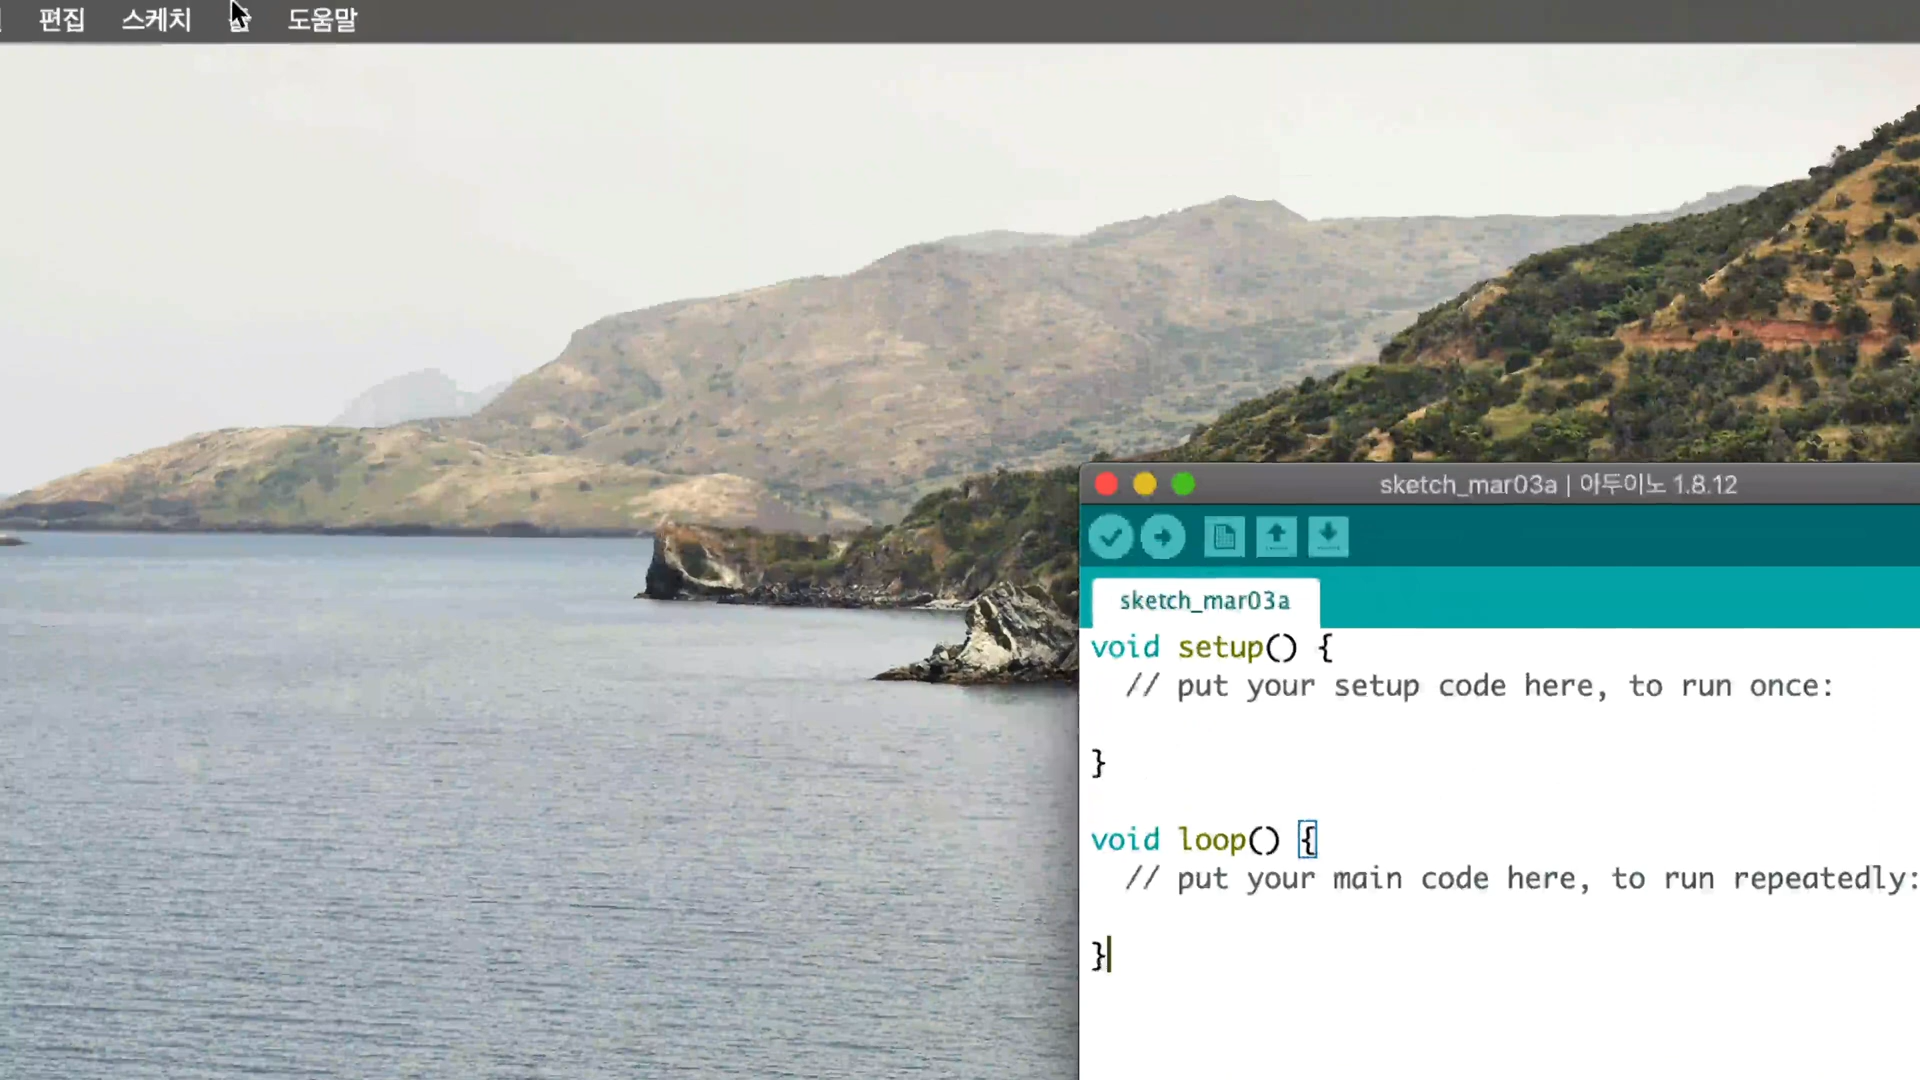 편집 스케치 툴 도움말
sketch_mar03a | 아두이노 1.8.12
sketch_mar03a
void setup() {
// put your setup code here, to run once:
}
void loop() {
// put your main code here, to run repeatedly:
}